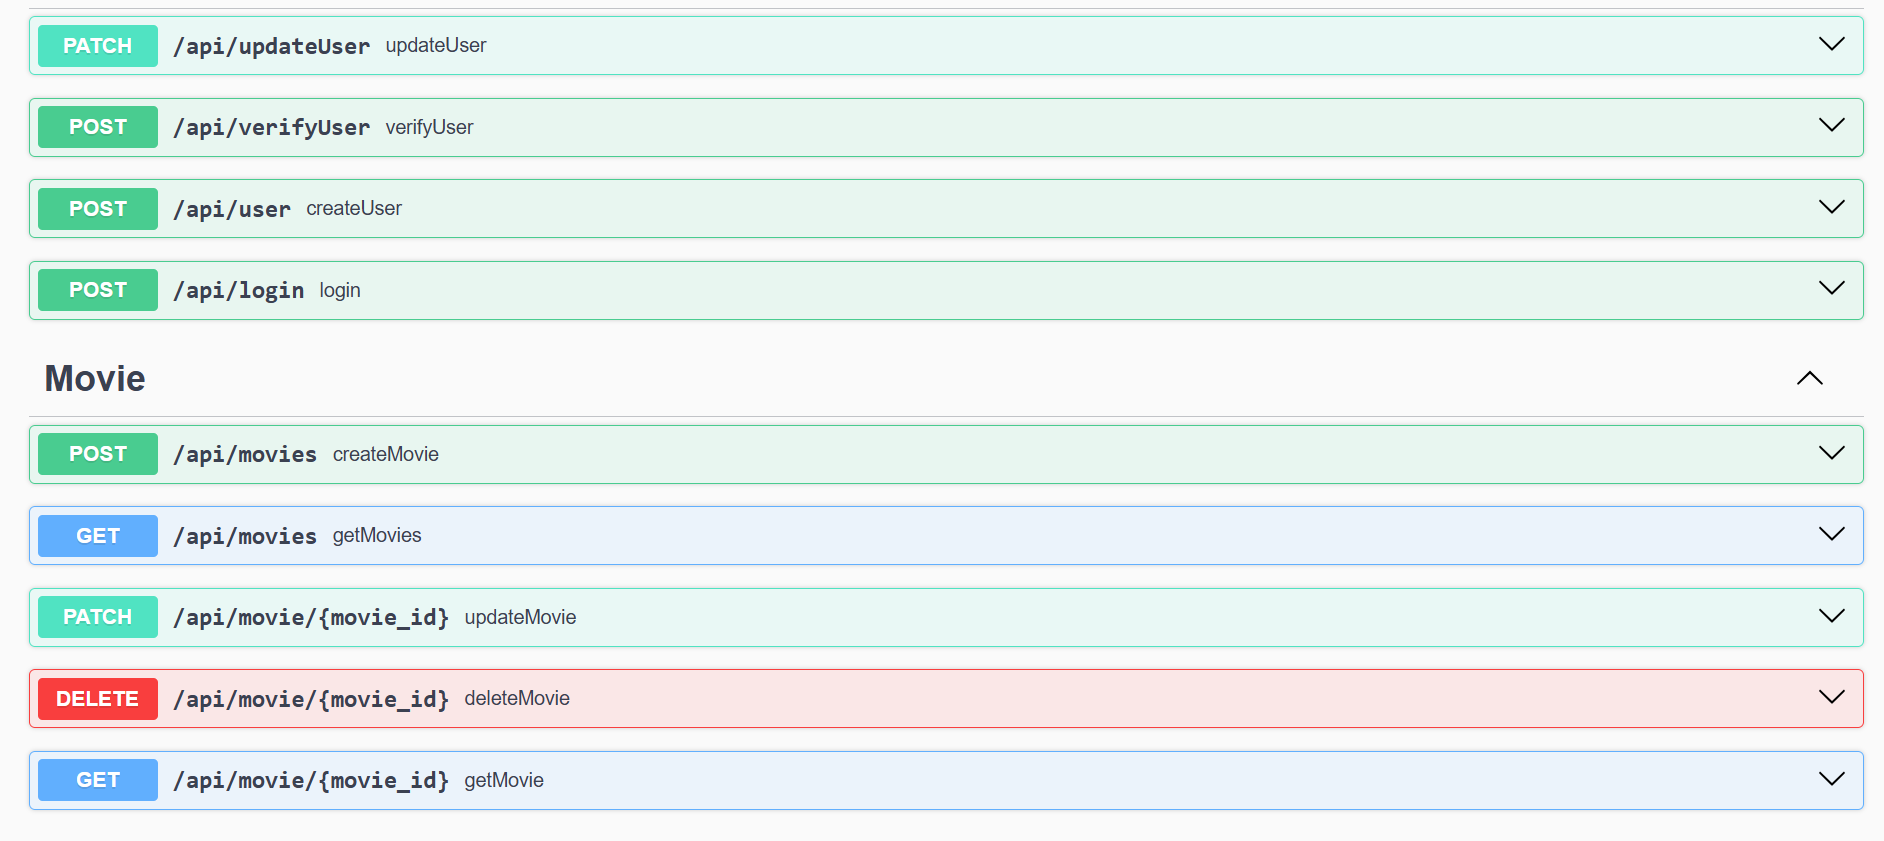 PATCH /api/updateUser updateUser
POST /api/verifyUser verifyUser
POST /api/user createUser
POST /api/login login
Movie
POST /api/movies createMovie
GET /api/movies getMovies
PATCH /api/movie/{movie_id} updateMovie
DELETE /api/movie/{movie_id} deleteMovie
GET /api/movie/{movie_id} getMovie